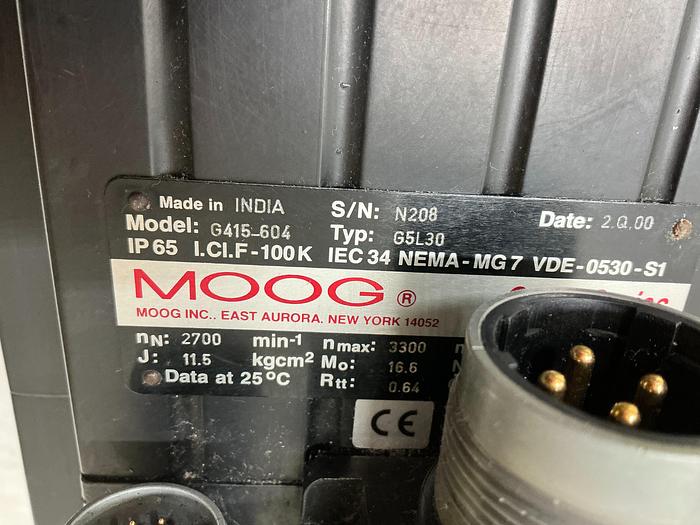 Made in INDIA S/N: N208 Date: 2.Q.00
Model: G415-604 Typ: G5L30
IP 65 I.Cl.F-100K IEC 34 NEMA-MG 7 VDE-0530-S1
MOOG ®
MOOG INC., EAST AURORA, NEW YORK 14052
nN: 2700 min-1 nmax: 3300
J: 11.5 kgcm2 Mo: 16.6
Data at 25°C Rtt: 0.64
CE